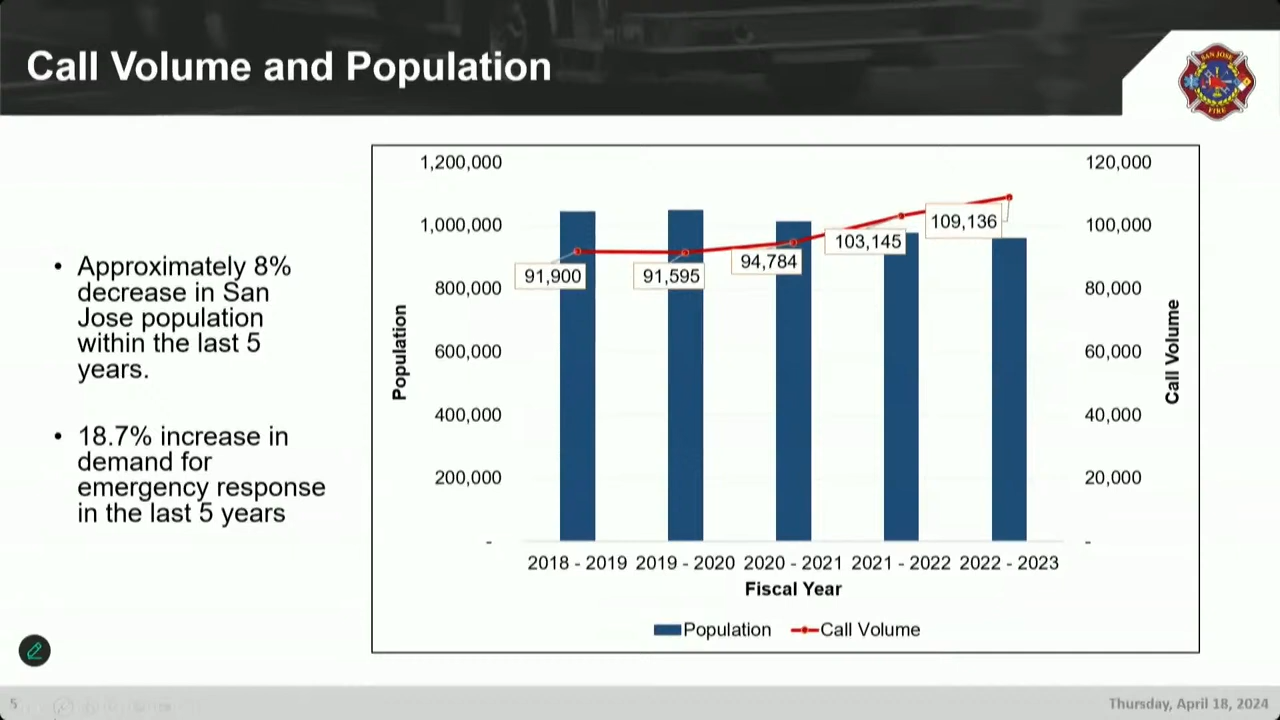 Call Volume and Population
SAN JOSE
FIRE
• Approximately 8%
decrease in San
Jose population
within the last 5
years.
• 18.7% increase in
demand for
emergency response
in the last 5 years
1,200,000
1,000,000
800,000
600,000
400,000
200,000
-
Population
91,900
91,595
94,784
103,145
109,136
120,000
100,000
80,000
60,000
40,000
20,000
-
Call Volume
2018 - 2019 2019 - 2020 2020 - 2021 2021 - 2022 2022 - 2023
Fiscal Year
Population Call Volume
5
Thursday, April 18, 2024